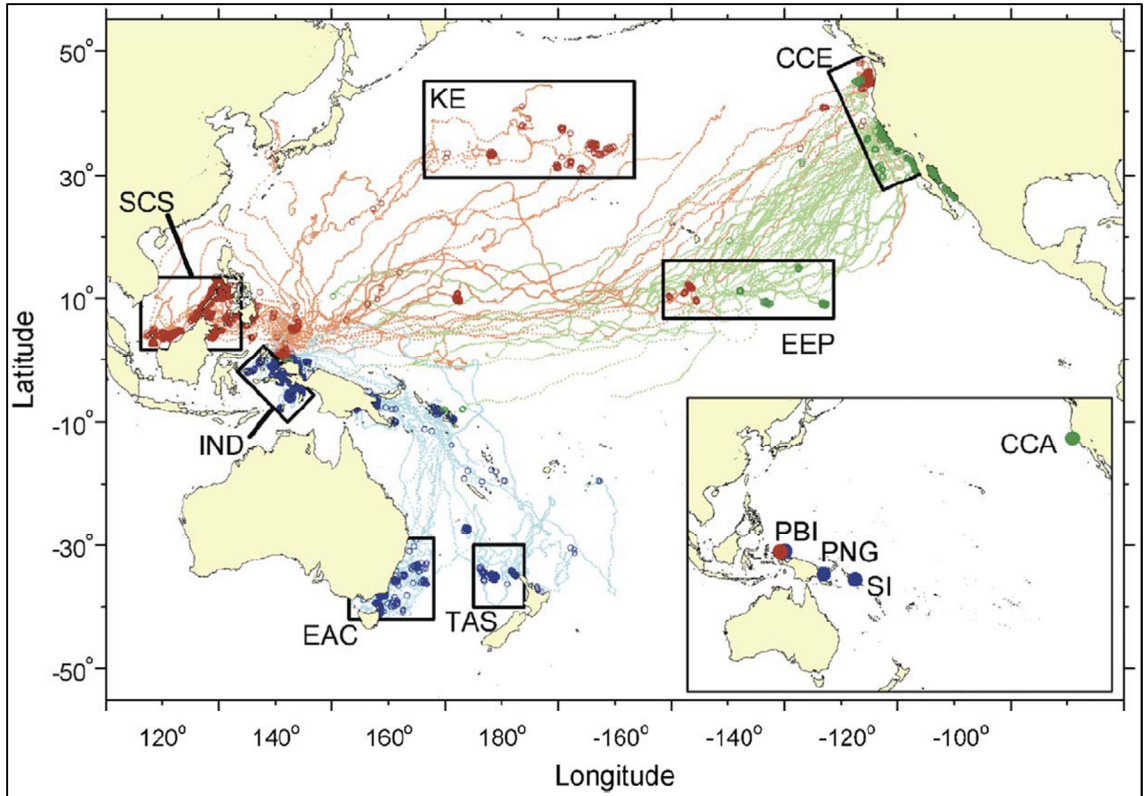 50°
30°
10°
-10°
-30°
-50°
Latitude
CCE
KE
SCS
EEP
IND
EAC
TAS
CCA
PBI
PNG
SI
120° 140° 160° 180° -160° -140° -120° -100°
Longitude